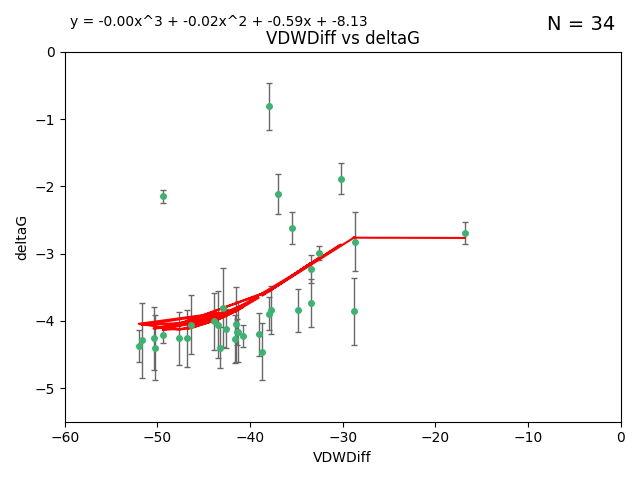 y = -0.00x^3 + -0.02x^2 + -0.59x + -8.13
N = 34
VDWDiff vs deltaG
0
−1
−2
−3
−4
−5
deltaG
−60 −50 −40 −30 −20 −10 0
VDWDiff